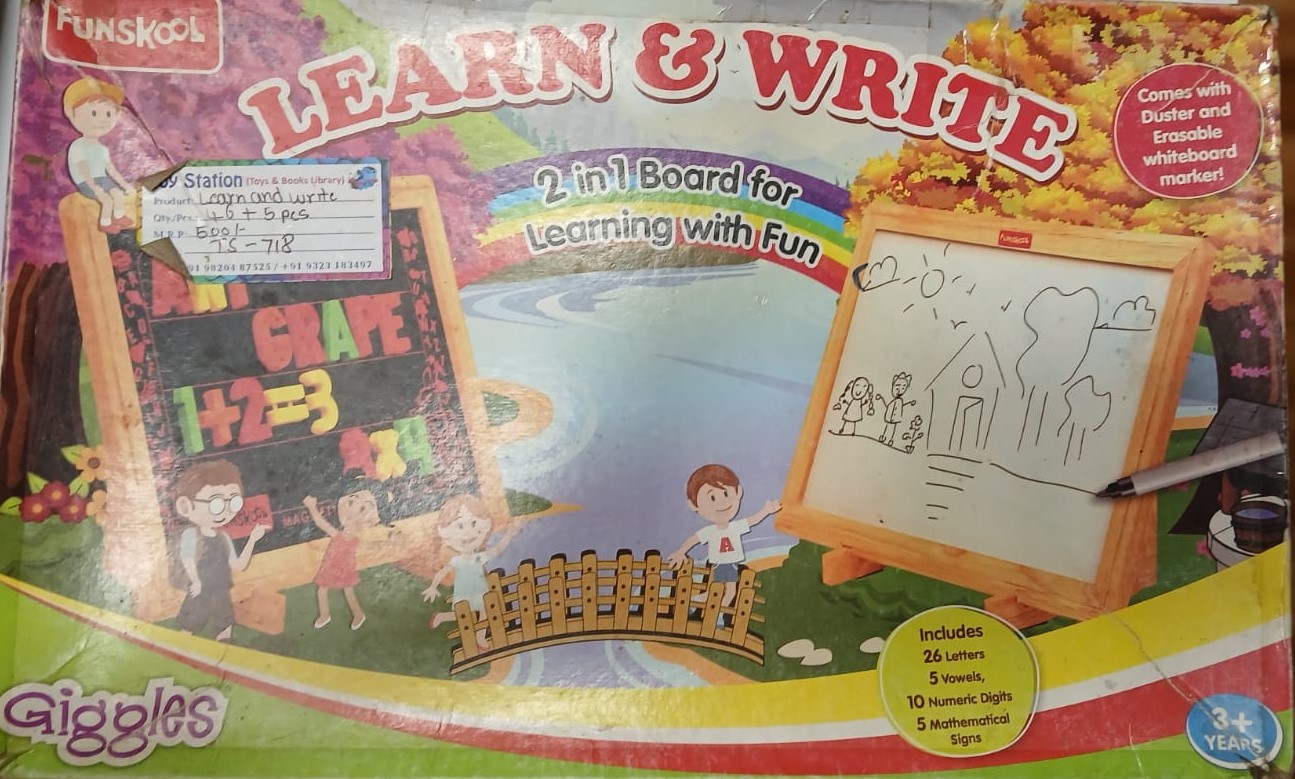 FUNSKOOL
LEARN & WRITE
Comes with
Duster and
Erasable
whiteboard
marker!
2 in 1 Board for
Learning with Fun
Station (Toys & Books Library)
Product: Learn and write
Qty/Pcs.: 46 + 5 pcs
M.R.P: 500/-
TS-718
91 98204 87525 / +91 9323 183497
GRAPE
1+2=3
FUNSKOOL
A
Includes
26 Letters
5 Vowels,
10 Numeric Digits
5 Mathematical
Signs
Giggles
3+
YEARS